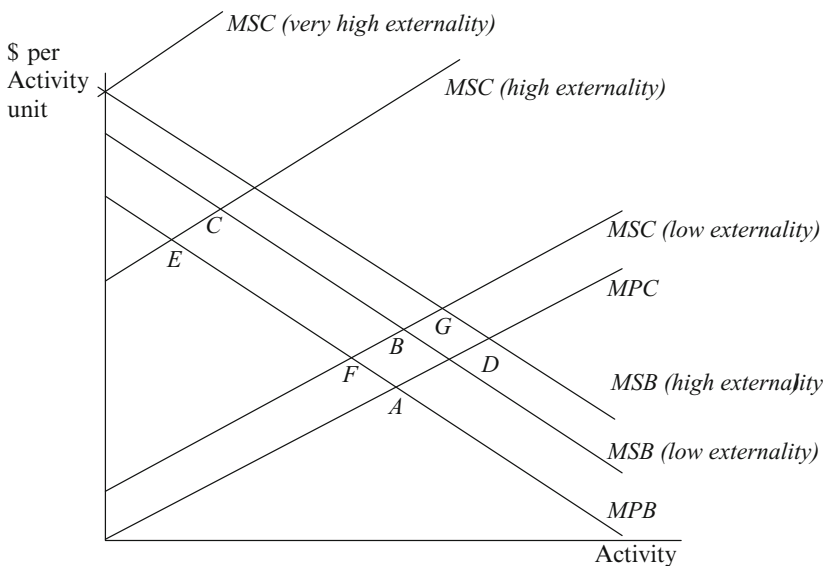 MSC (very high externality)
$ per
Activity
unit
MSC (high externality)
C
E
MSC (low externality)
MPC
G
B
D
F
A
MSB (high externality)
MSB (low externality)
MPB
Activity